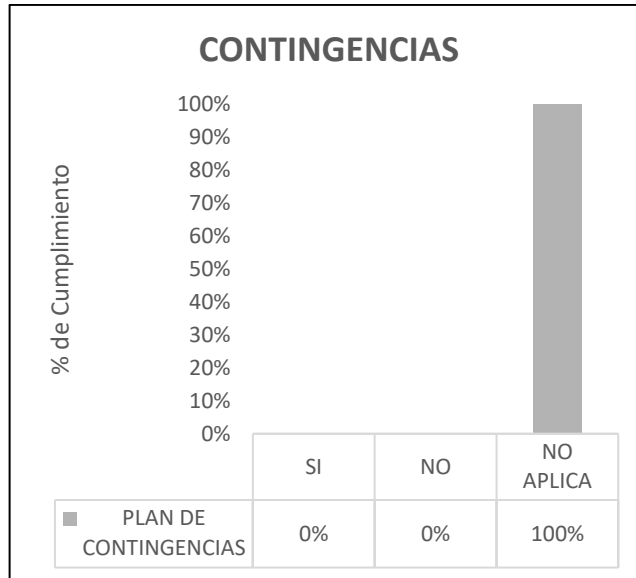 CONTINGENCIAS
% de Cumplimiento
100%
90%
80%
70%
60%
50%
40%
30%
20%
10%
0%
SI
NO
NO
APLICA
PLAN DE
CONTINGENCIAS
0%
0%
100%